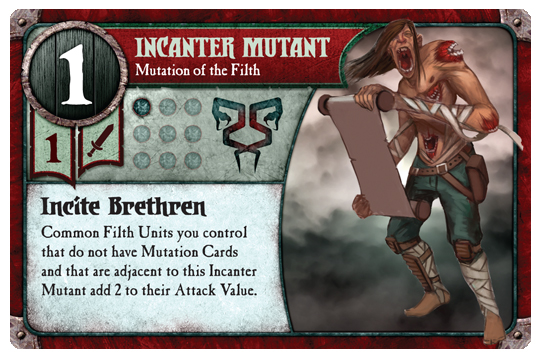 1
INCANTER MUTANT
Mutation of the Filth
1
Incite Brethren
Common Filth Units you control
that do not have Mutation Cards
and that are adjacent to this Incanter
Mutant add 2 to their Attack Value.